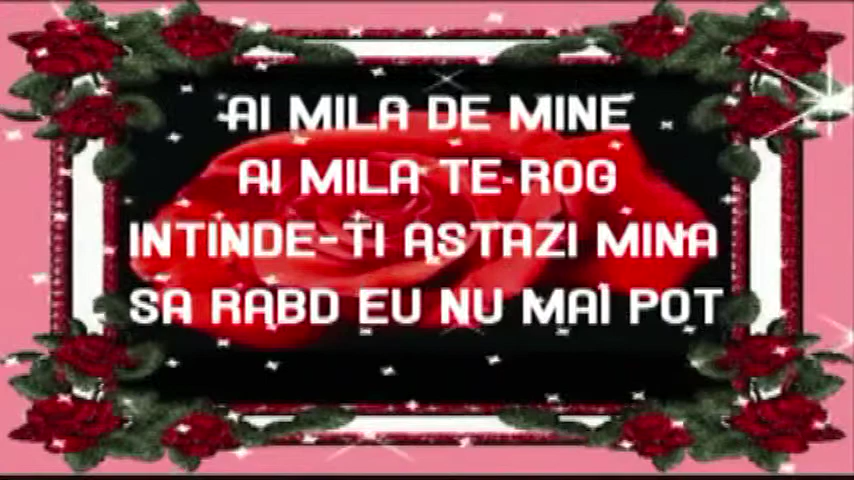 AI MILA DE MINE
AI MILA TE-ROG
INTINDE-TI ASTAZI MINA
SA RABD EU NU MAI POT